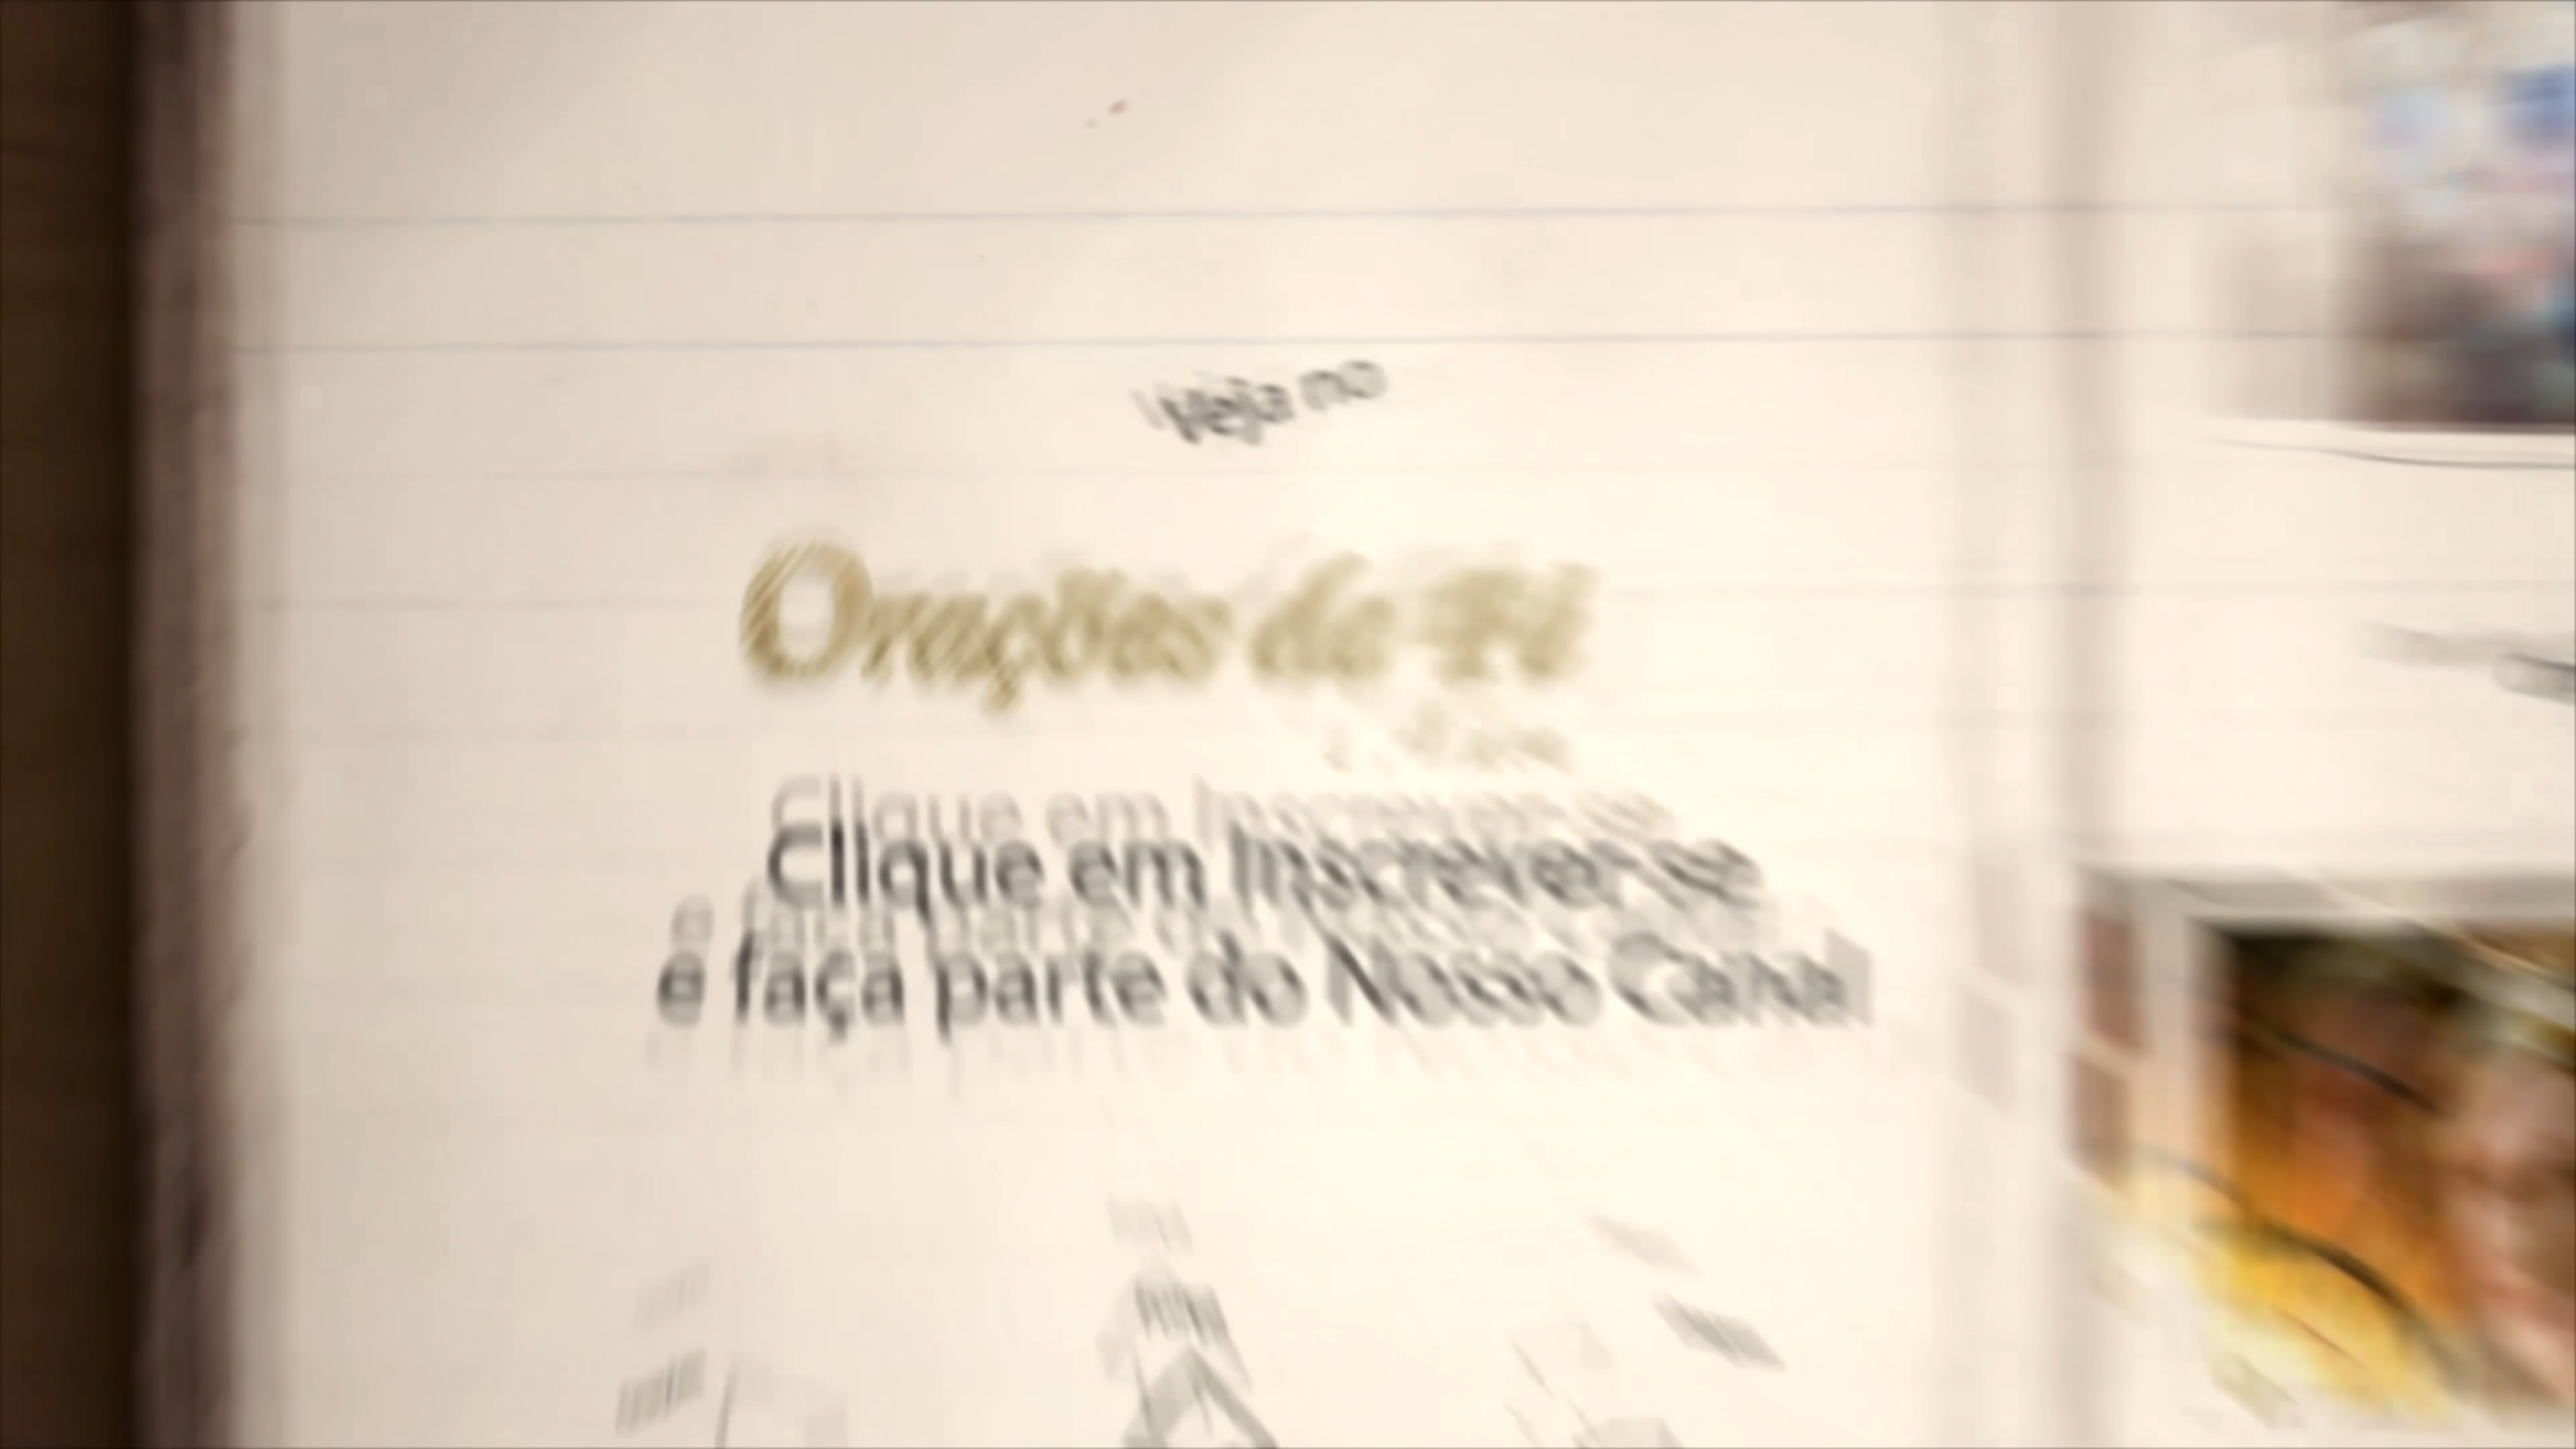 Veja no
Orações de Fé
Clique em Inscrever-se
e faça parte do Nosso Canal